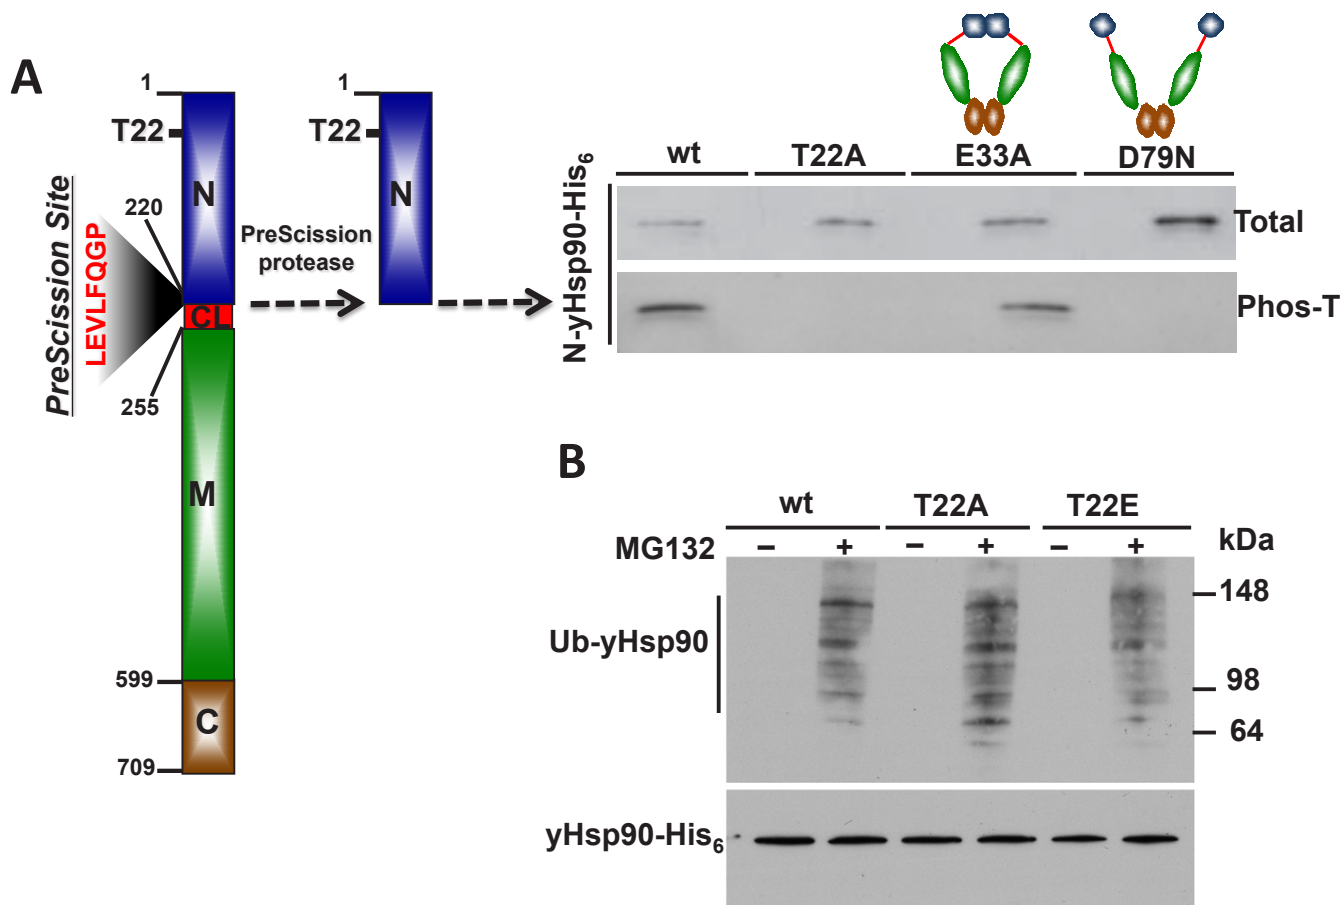 A
1
T22
N
220
PreScission Site
LEVLFQGP
CL
255
M
599
C
709
PreScission
protease
1
T22
N
N-yHsp90-His6
wt T22A E33A D79N
Total
Phos-T
B
wt T22A T22E
MG132 – + – + – + kDa
Ub-yHsp90
148
98
64
yHsp90-His6